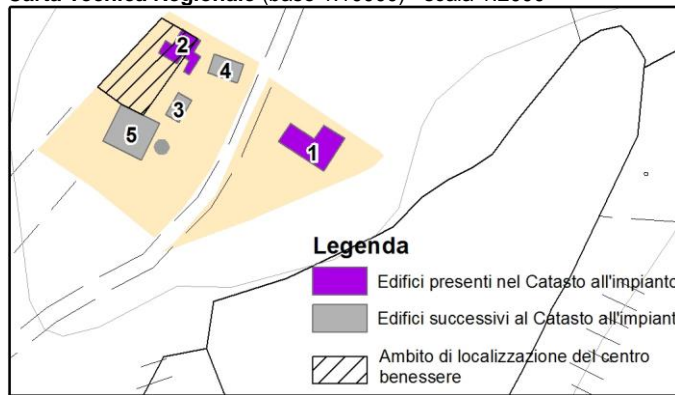 Carta Tecnica Regionale (base 1:10000) - scala 1:2000
2
4
3
5
1
Legenda
Edifici presenti nel Catasto all'impianto
Edifici successivi al Catasto all'impiant
Ambito di localizzazione del centro
benessere